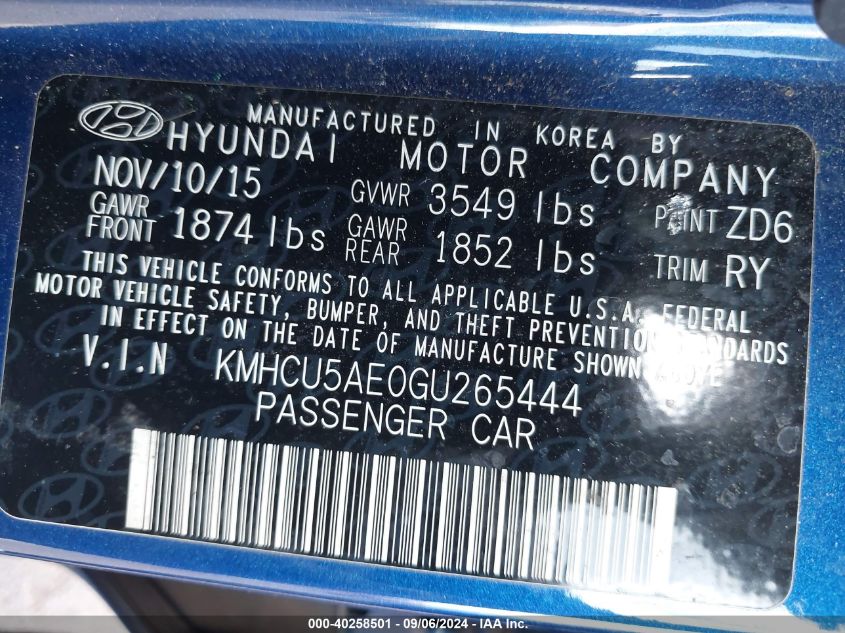 MANUFACTURED IN KOREA BY
HYUNDAI MOTOR COMPANY
NOV/10/15 GVWR 3549 lbs PAINT ZD6
GAWR FRONT 1874 lbs GAWR REAR 1852 lbs TRIM RY
THIS VEHICLE CONFORMS TO ALL APPLICABLE U.S.A. FEDERAL
MOTOR VEHICLE SAFETY, BUMPER, AND THEFT PREVENTION STANDARDS
IN EFFECT ON THE DATE OF MANUFACTURE SHOWN ABOVE
V.I.N KMHCU5AE0GU265444
PASSENGER CAR
000-40258501 - 09/06/2024 - IAAI.com